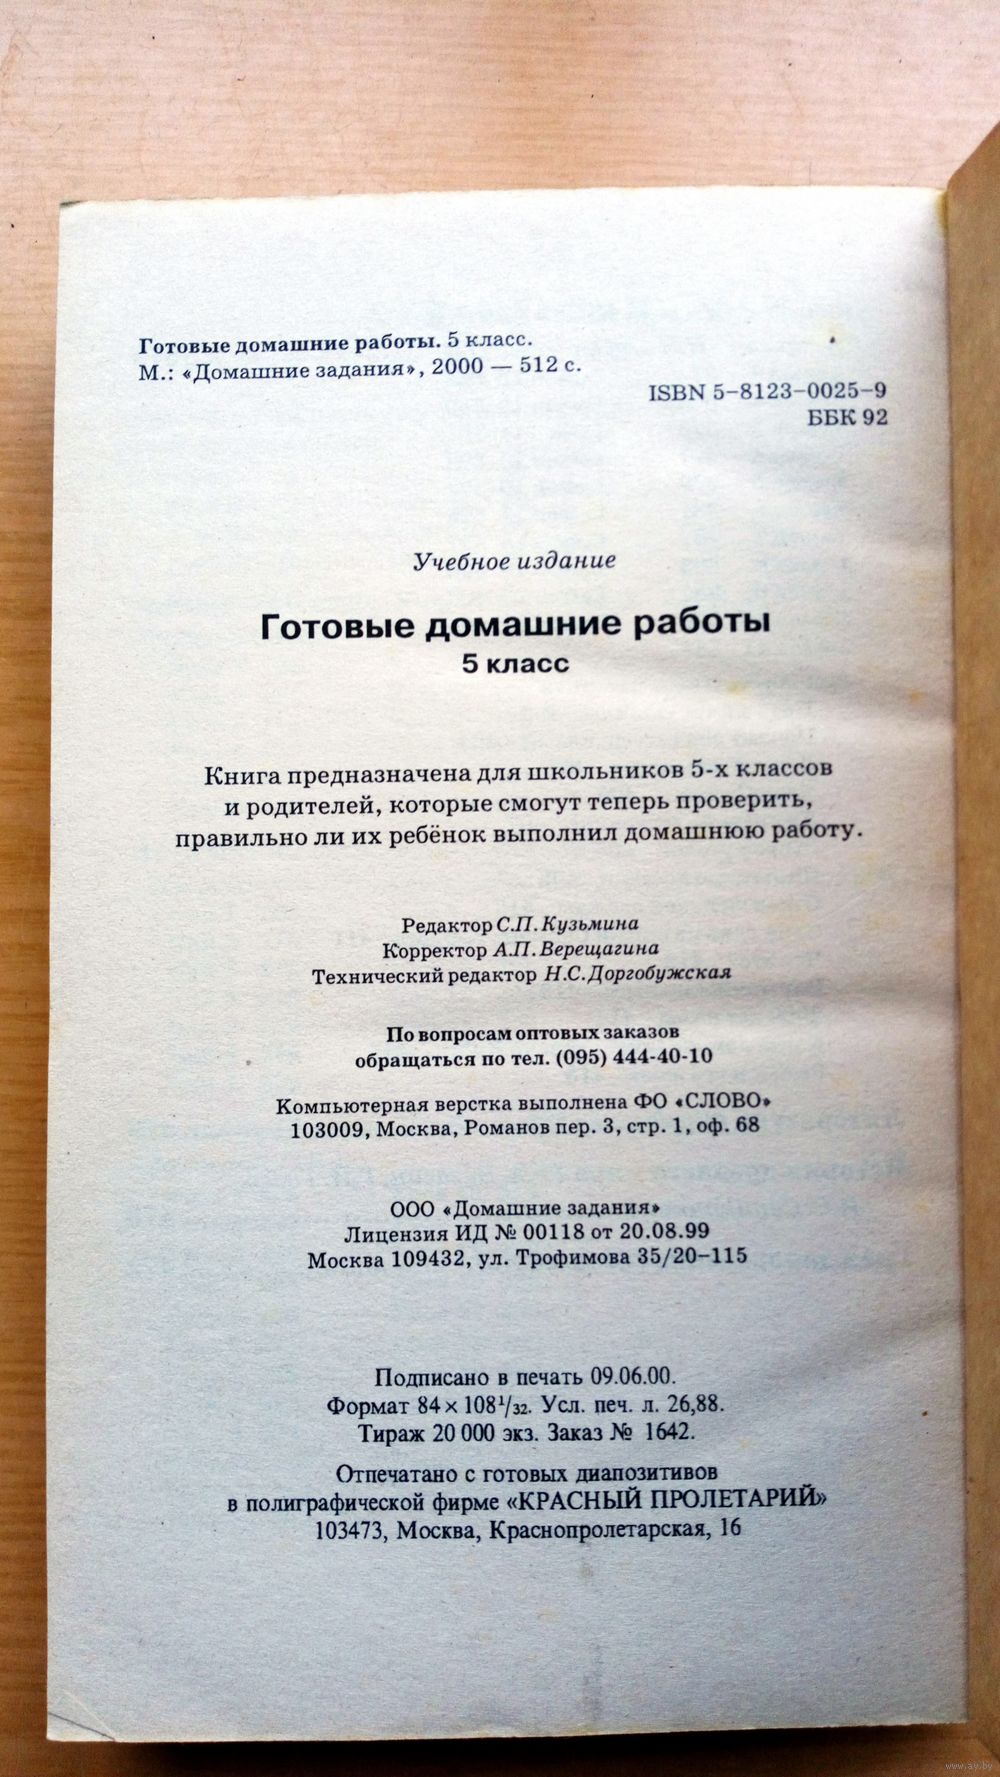 Готовые домашние работы. 5 класс.
М.: «Домашние задания», 2000 — 512 с.
ISBN 5-8123-0025-9
ББК 92
Учебное издание
Готовые домашние работы
5 класс
Книга предназначена для школьников 5-х классов
и родителей, которые смогут теперь проверить,
правильно ли их ребёнок выполнил домашнюю работу.
Редактор С.П.Кузьмина
Корректор А.П.Верещагина
Технический редактор Н.С.Доргобужская
По вопросам оптовых заказов
обращаться по тел. (095) 444-40-10
Компьютерная верстка выполнена ФО «СЛОВО»
103009, Москва, Романов пер. 3, стр. 1, оф. 68
ООО «Домашние задания»
Лицензия ИД № 00118 от 20.08.99
Москва 109432, ул. Трофимова 35/20-115
Подписано в печать 09.06.00.
Формат 84 × 108 1/32. Усл. печ. л. 26,88.
Тираж 20 000 экз. Заказ № 1642.
Отпечатано с готовых диапозитивов
в полиграфической фирме «КРАСНЫЙ ПРОЛЕТАРИЙ»
103473, Москва, Краснопролетарская, 16
www.ay.by